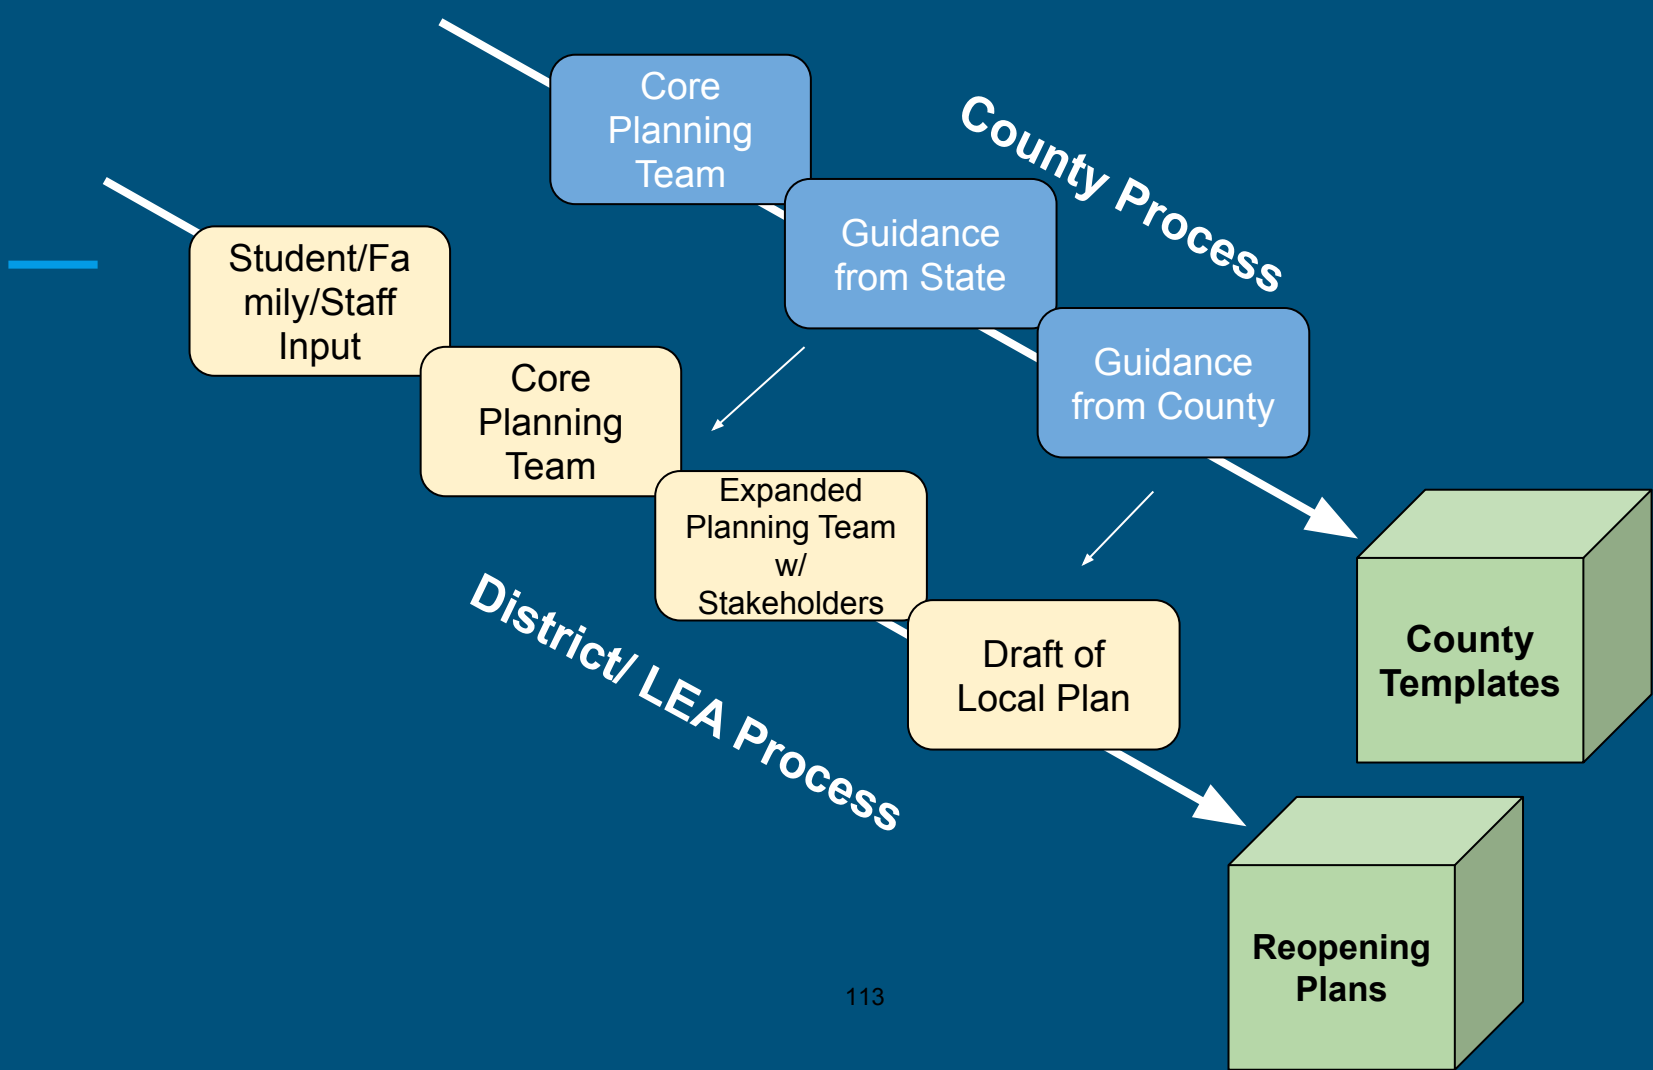 Core
Planning
Team
County Process
Guidance
from State
Student/Fa
mily/Staff
Input
Guidance
from County
Core
Planning
Team
Expanded
Planning Team
w/
Stakeholders
District/ LEA Process
Draft of
Local Plan
County
Templates
Reopening
Plans
113